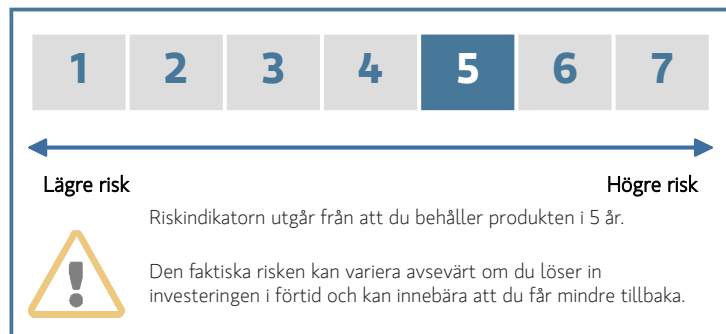 1 2 3 4 5 6 7
Lägre risk Högre risk
Riskindikatorn utgår från att du behåller produkten i 5 år.
Den faktiska risken kan variera avsevärt om du löser in
investeringen i förtid och kan innebära att du får mindre tillbaka.